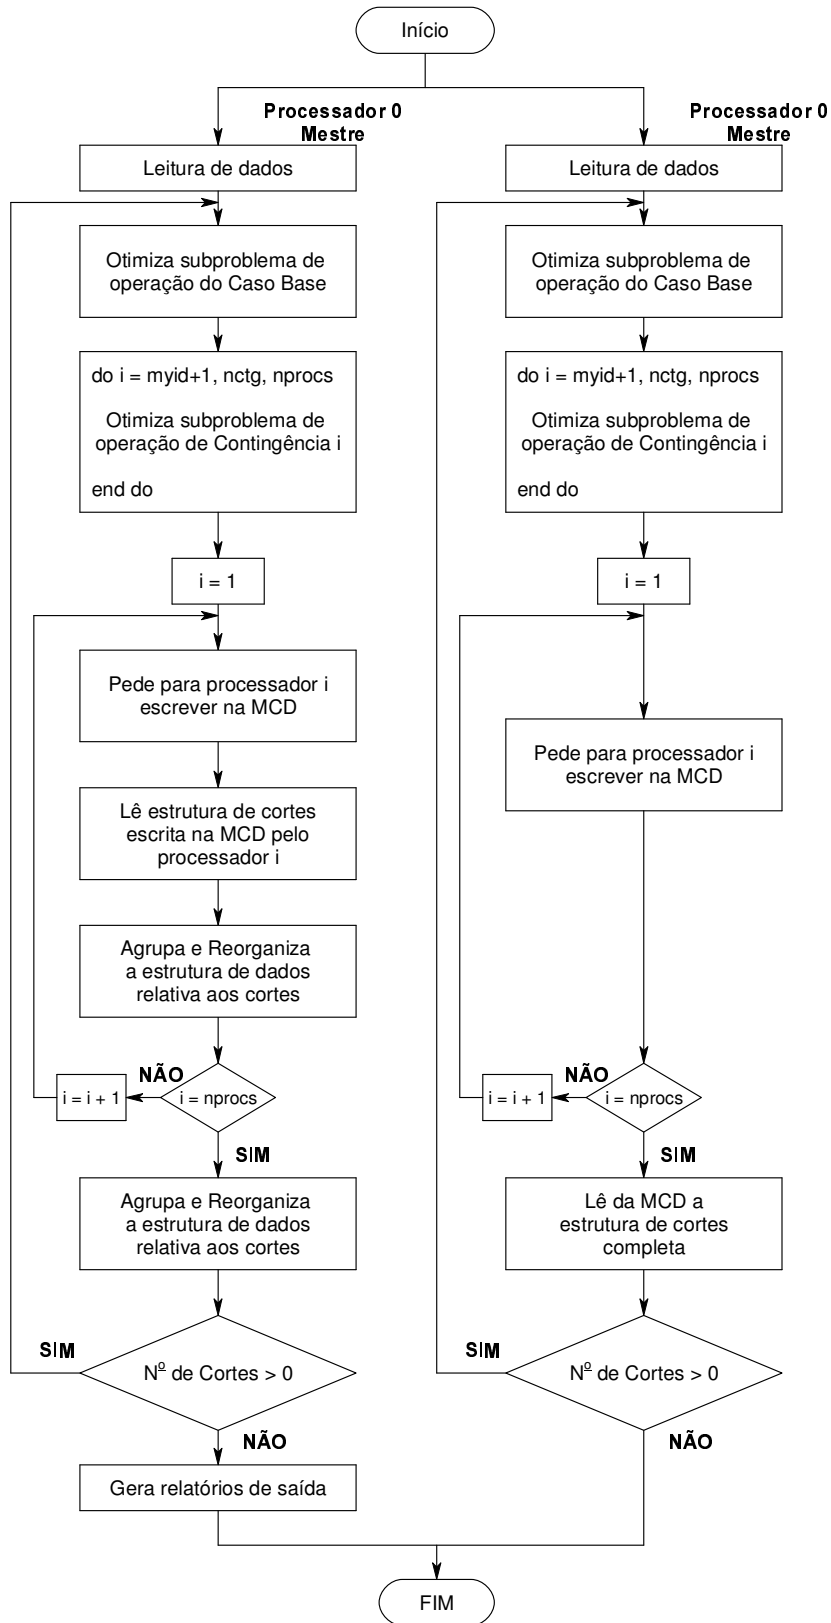 Início
Processador 0
Mestre
Leitura de dados
Otimiza subproblema de
operação do Caso Base
do i = myid+1, nctg, nprocs
Otimiza subproblema de
operação de Contingência i
end do
i = 1
Pede para processador i
escrever na MCD
Lê estrutura de cortes
escrita na MCD pelo
processador i
Agrupa e Reorganiza
a estrutura de dados
relativa aos cortes
NÃO
i = i + 1
i = nprocs
SIM
Agrupa e Reorganiza
a estrutura de dados
relativa aos cortes
SIM
Nº de Cortes > 0
NÃO
Gera relatórios de saída
Processador 0
Mestre
Leitura de dados
Otimiza subproblema de
operação do Caso Base
do i = myid+1, nctg, nprocs
Otimiza subproblema de
operação de Contingência i
end do
i = 1
Pede para processador i
escrever na MCD
NÃO
i = i + 1
i = nprocs
SIM
Lê da MCD a
estrutura de cortes
completa
SIM
Nº de Cortes > 0
NÃO
FIM